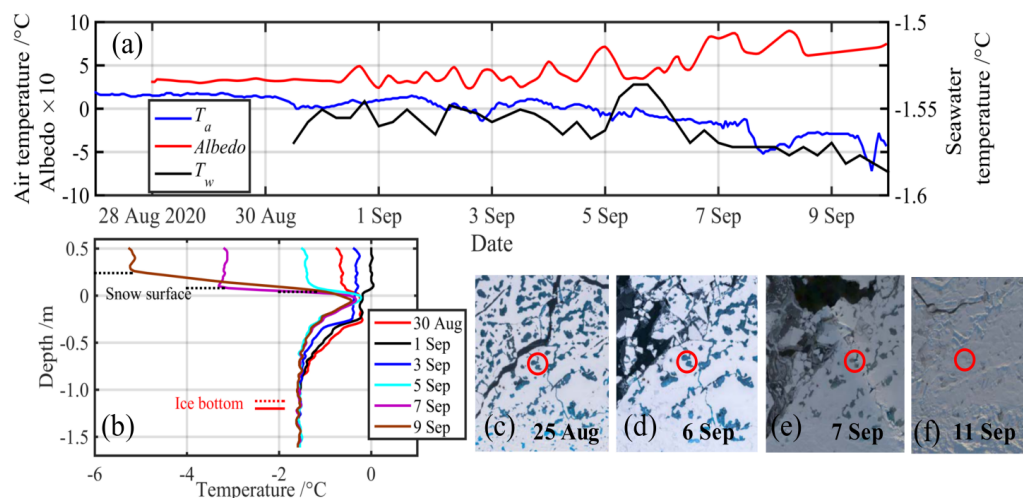 (a)
Air temperature /°C
Albedo ×10
10
5
0
-5
-10
-1.5
-1.55
-1.6
Seawater
temperature /°C
T_a
Albedo
T_w
28 Aug 2020
30 Aug
1 Sep
3 Sep
5 Sep
7 Sep
9 Sep
Date
Depth /m
0.5
0
-0.5
-1.0
-1.5
Snow surface
Ice bottom
(b)
-6
-4
-2
0
Temperature /°C
30 Aug
1 Sep
3 Sep
5 Sep
7 Sep
9 Sep
(c)
25 Aug
(d)
6 Sep
(e)
7 Sep
(f)
11 Sep